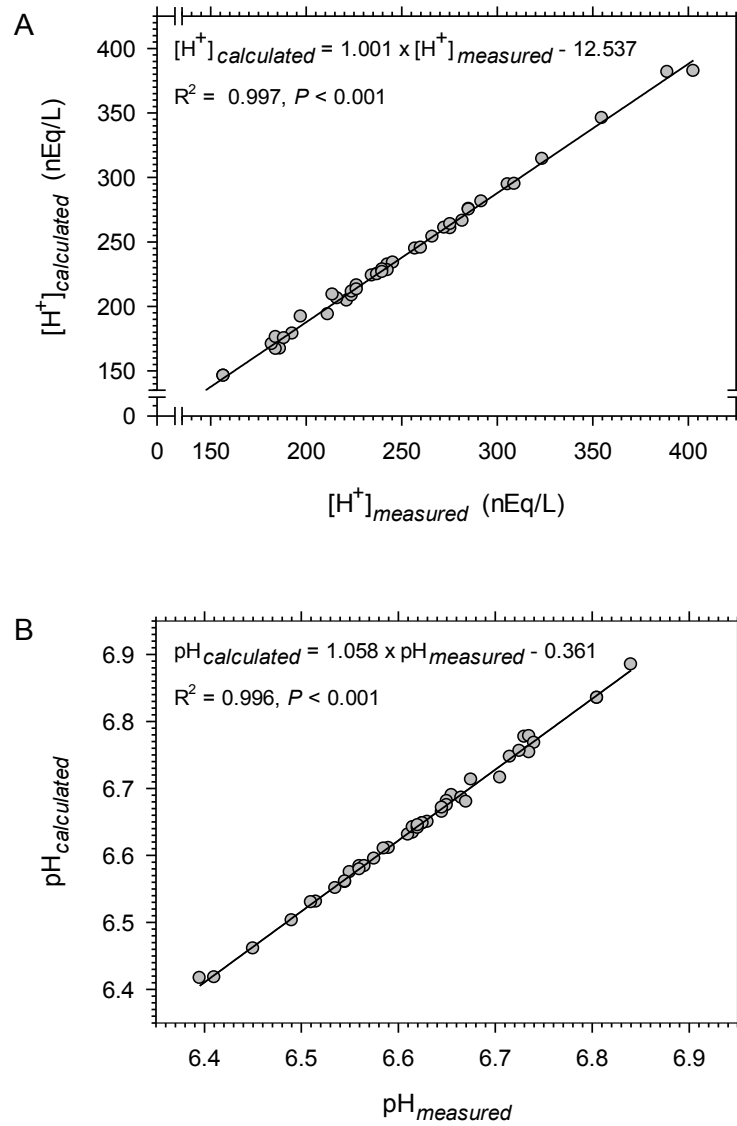 A
[H+]calculated = 1.001 x [H+]measured - 12.537
R2 = 0.997, P < 0.001
[H+]calculated (nEq/L)
400
350
300
250
200
150
0
0 150 200 250 300 350 400
[H+]measured (nEq/L)
B
pHcalculated = 1.058 x pHmeasured - 0.361
R2 = 0.996, P < 0.001
pHcalculated
6.9
6.8
6.7
6.6
6.5
6.4
6.4 6.5 6.6 6.7 6.8 6.9
pHmeasured